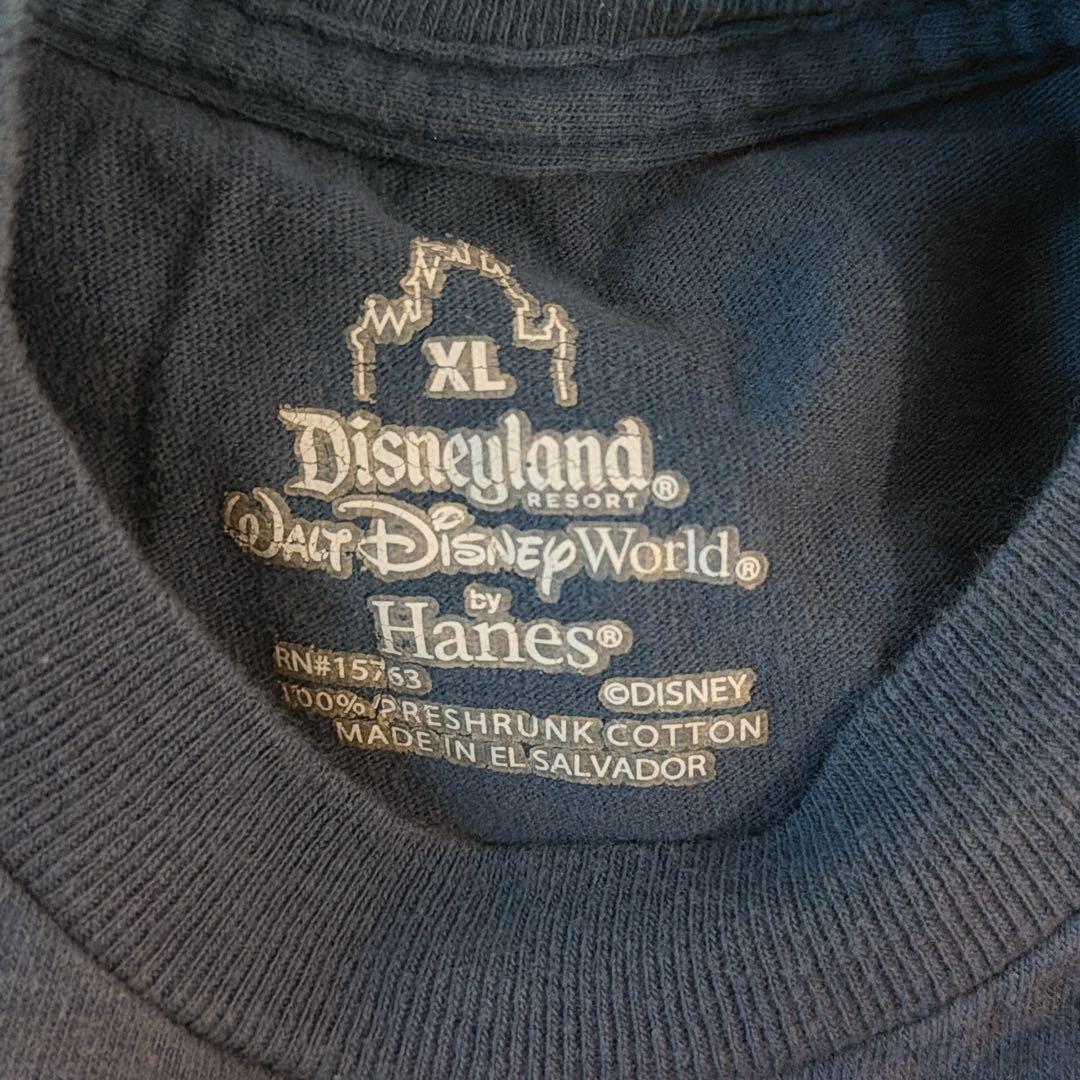 XL
Disneyland®
RESORT
WALT DISNEY World®
by
Hanes®
RN#15763
©DISNEY
100% PRESHRUNK COTTON
MADE IN EL SALVADOR